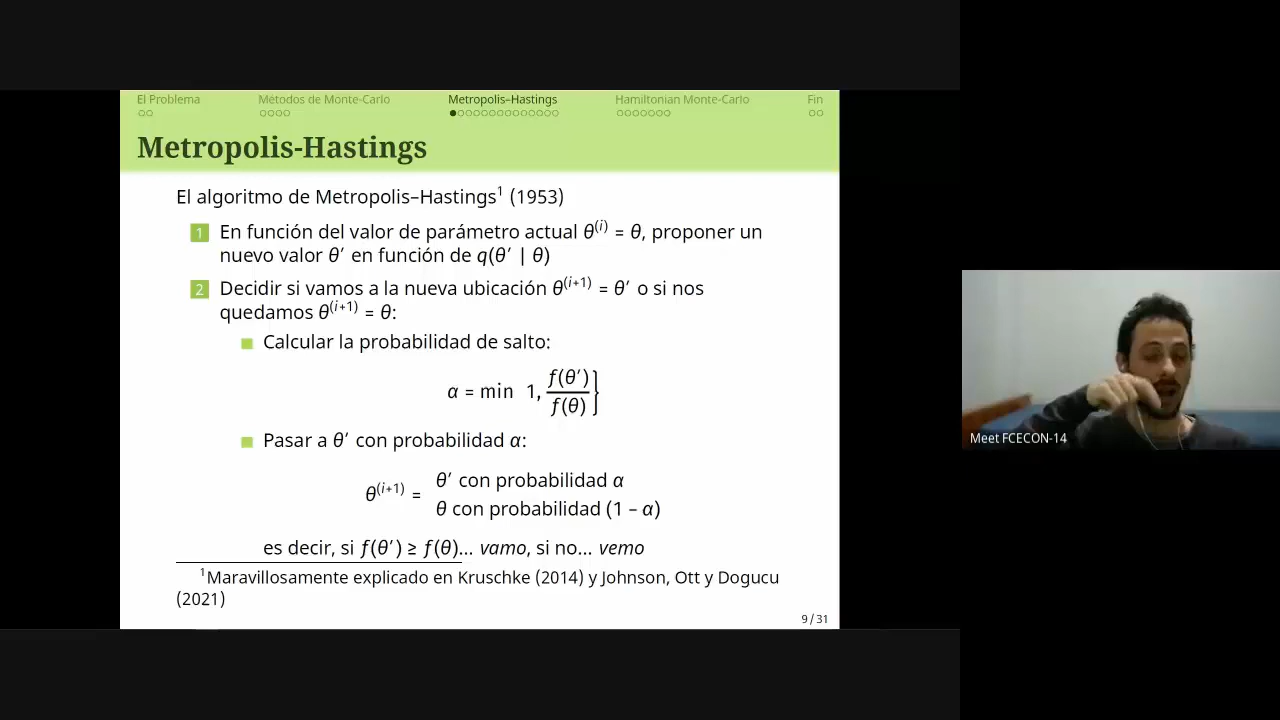 El Problema Métodos de Monte-Carlo Metropolis–Hastings Hamiltonian Monte-Carlo Fin
Metropolis-Hastings
El algoritmo de Metropolis–Hastings¹ (1953)
1 En función del valor de parámetro actual θ⁽ⁱ⁾ = θ, proponer un
nuevo valor θ′ en función de q(θ′ | θ)
2 Decidir si vamos a la nueva ubicación θ⁽ⁱ⁺¹⁾ = θ′ o si nos
quedamos θ⁽ⁱ⁺¹⁾ = θ:
Calcular la probabilidad de salto:
α = min 1, f(θ′)/f(θ) }
Pasar a θ′ con probabilidad α:
θ⁽ⁱ⁺¹⁾ =
θ′ con probabilidad α
θ con probabilidad (1 – α)
es decir, si f(θ′) ≥ f(θ)... vamo, si no... vemo
¹Maravillosamente explicado en Kruschke (2014) y Johnson, Ott y Dogucu
(2021)
9 / 31
Meet FCECON-14